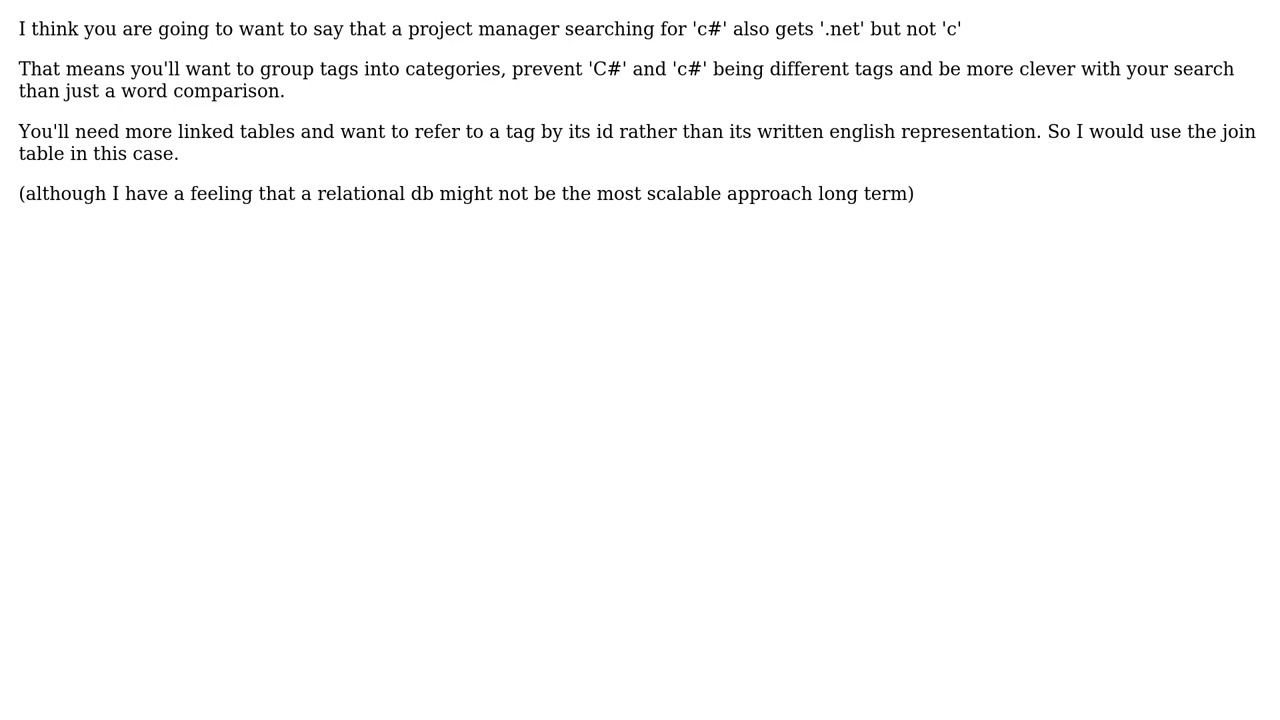 I think you are going to want to say that a project manager searching for 'c#' also gets '.net' but not 'c'
That means you'll want to group tags into categories, prevent 'C#' and 'c#' being different tags and be more clever with your search
than just a word comparison.
You'll need more linked tables and want to refer to a tag by its id rather than its written english representation. So I would use the join
table in this case.
(although I have a feeling that a relational db might not be the most scalable approach long term)